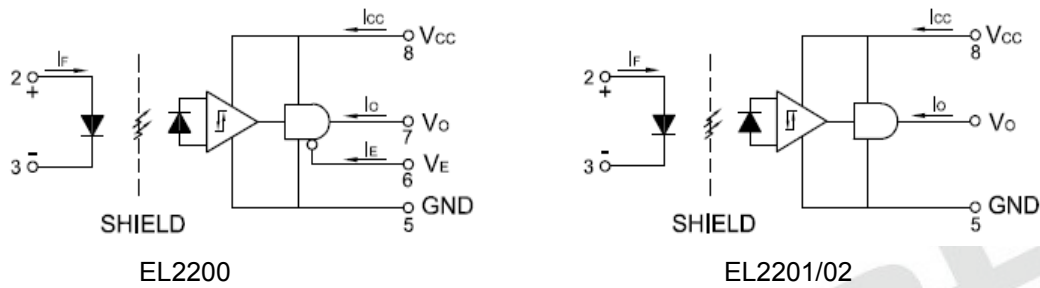 ICC
VCC
8
IF
2
+
IO
VO
7
IE
VE
6
3
-
GND
5
SHIELD
EL2200
ICC
VCC
8
IF
2
+
IO
VO
3
-
GND
5
SHIELD
EL2201/02